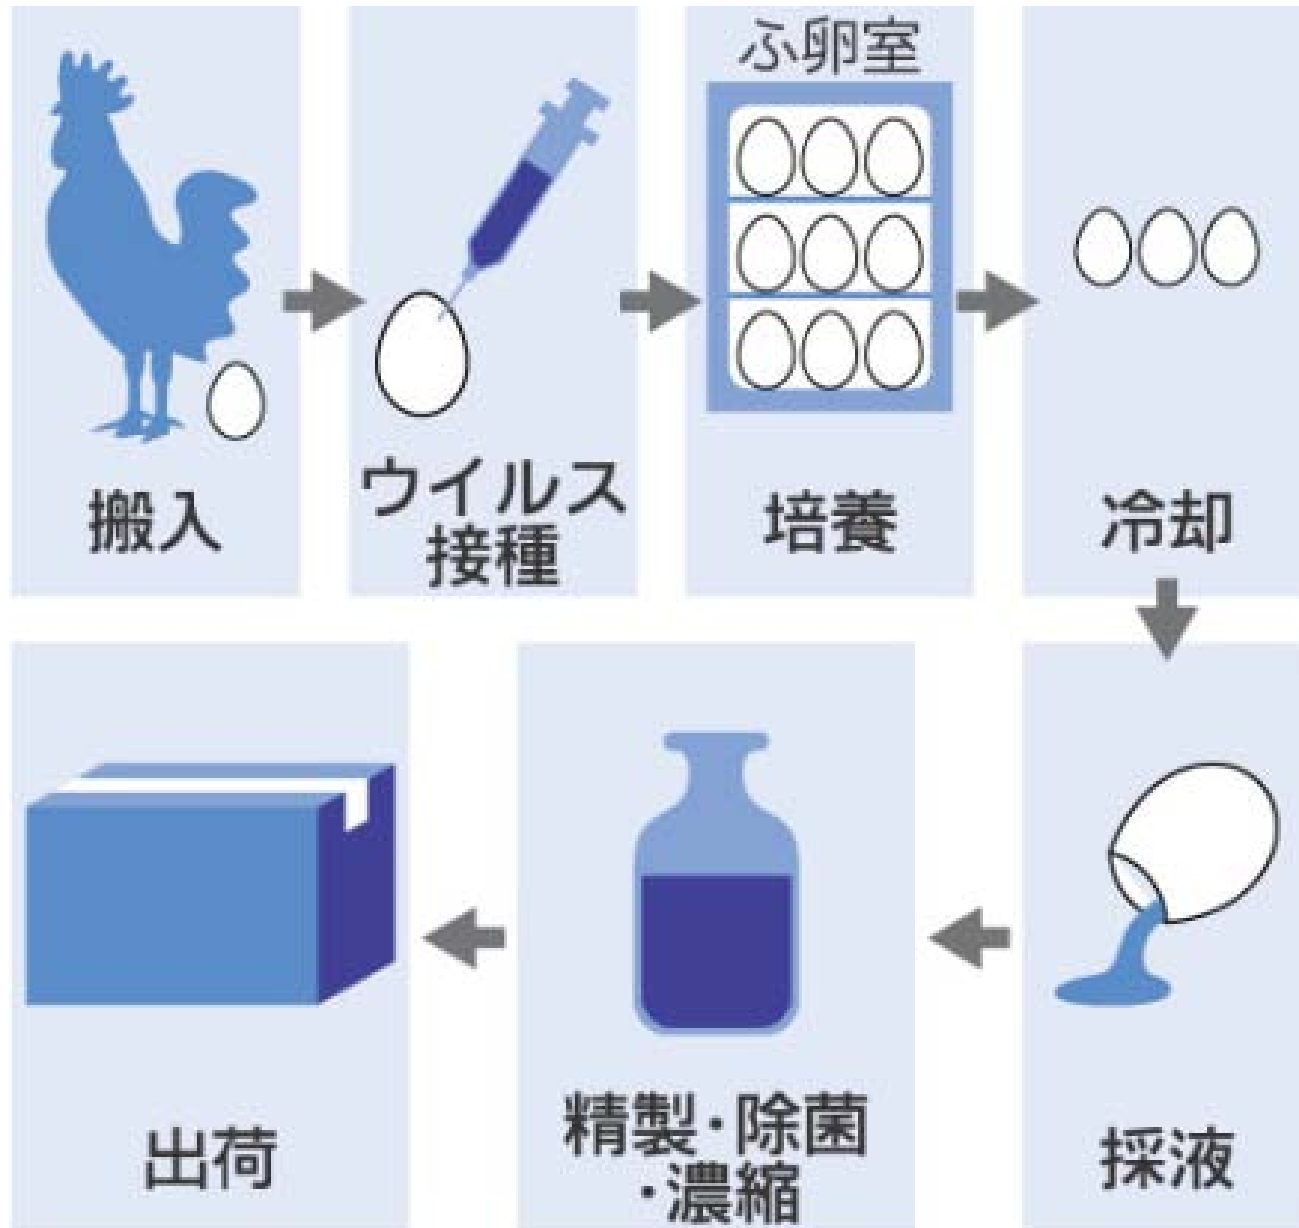 搬入
ウイルス
接種
ふ卵室
培養
冷却
採液
精製・除菌
・濃縮
出荷